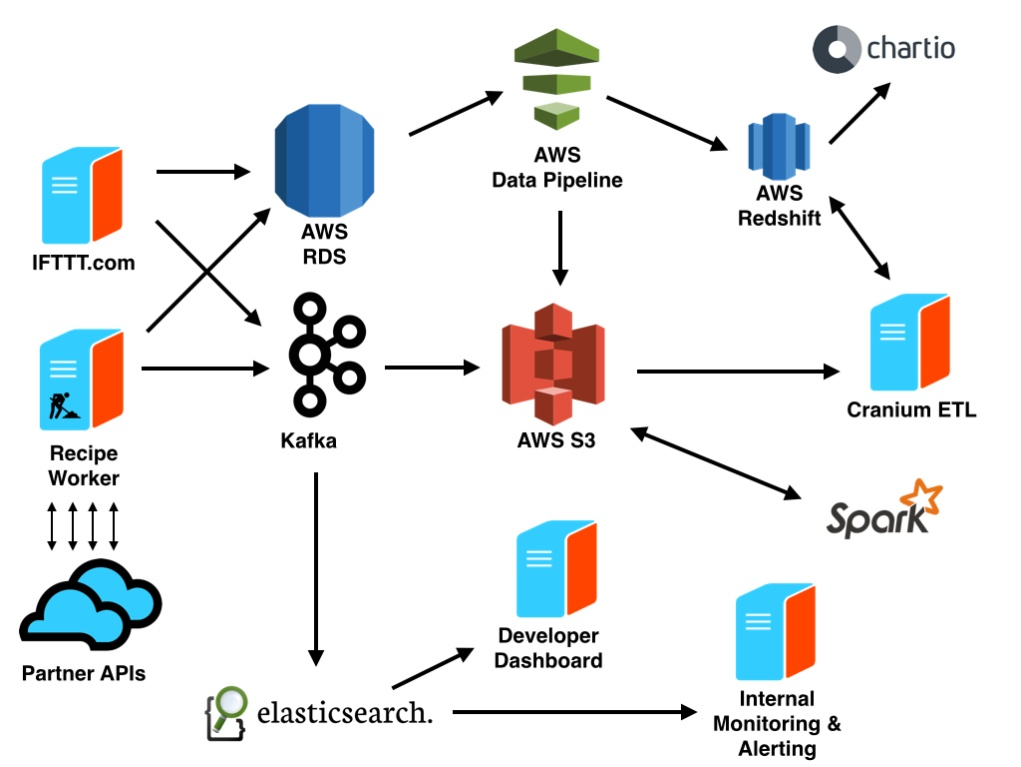 chartio
AWS
Data Pipeline
AWS
Redshift
AWS
RDS
IFTTT.com
Kafka
AWS S3
Cranium ETL
Recipe
Worker
Spark
Partner APIs
Developer
Dashboard
elasticsearch.
Internal
Monitoring &
Alerting